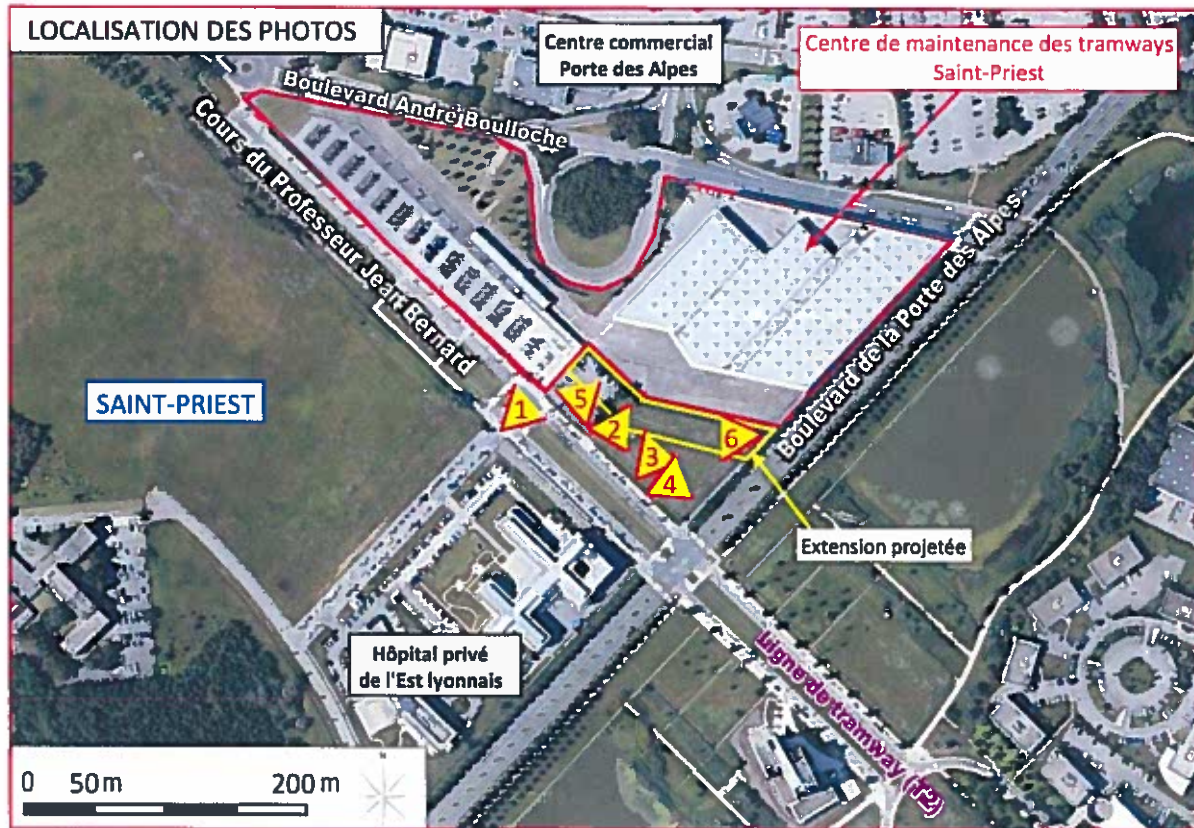 LOCALISATION DES PHOTOS
Centre commercial
Porte des Alpes
Centre de maintenance des tramways
Saint-Priest
Boulevard André Boulloche
Cours du Professeur Jean Bernard
Boulevard de la Porte des Alpes
SAINT-PRIEST
1
5
2
3
4
6
Extension projetée
Hôpital privé
de l'Est lyonnais
Ligne de tramway (T2)
0 50 m 200 m